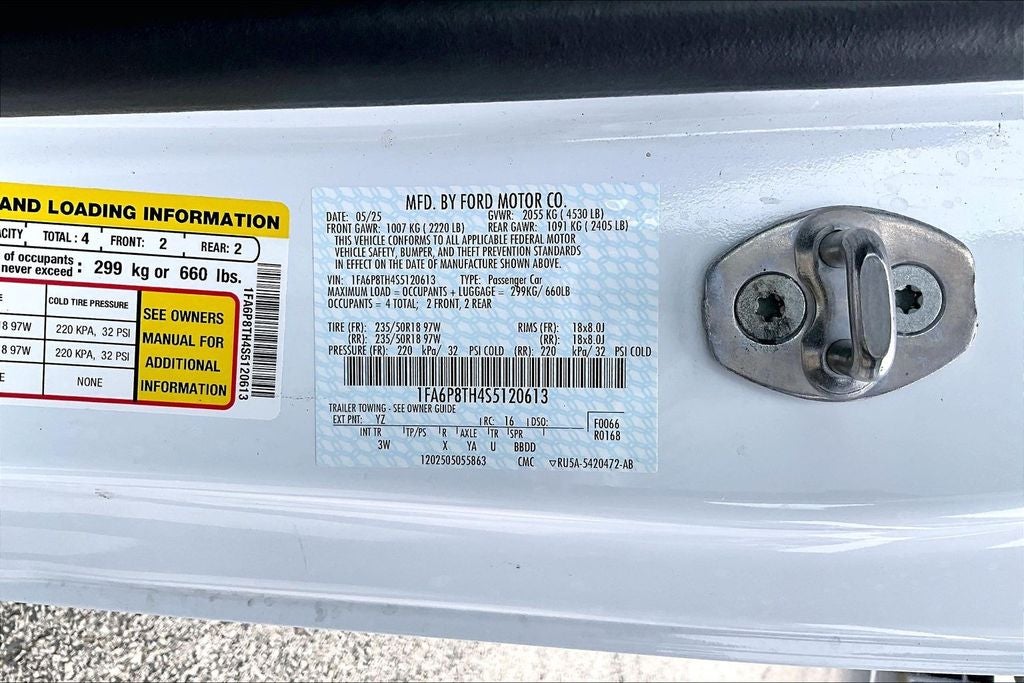 AND LOADING INFORMATION
TOTAL : 4 FRONT: 2 REAR: 2
of occupants
never exceed : 299 kg or 660 lbs.
COLD TIRE PRESSURE
18 97W 220 KPA, 32 PSI
18 97W 220 KPA, 32 PSI
NONE
SEE OWNERS
MANUAL FOR
ADDITIONAL
INFORMATION
1FA6P8TH4S5120613
MFD. BY FORD MOTOR CO.
DATE: 05/25 GVWR: 2055 KG ( 4530 LB)
FRONT GAWR: 1007 KG ( 2220 LB) REAR GAWR: 1091 KG ( 2405 LB)
THIS VEHICLE CONFORMS TO ALL APPLICABLE FEDERAL MOTOR
VEHICLE SAFETY, BUMPER, AND THEFT PREVENTION STANDARDS
IN EFFECT ON THE DATE OF MANUFACTURE SHOWN ABOVE.
VIN: 1FA6P8TH4S5120613 TYPE: Passenger Car
MAXIMUM LOAD = OCCUPANTS + LUGGAGE = 299KG/ 660LB
OCCUPANTS = 4 TOTAL; 2 FRONT, 2 REAR
TIRE (FR): 235/50R18 97W RIMS (FR): 18x8.0J
(RR): 235/50R18 97W (RR): 18x8.0J
PRESSURE (FR): 220 kPa/ 32 PSI COLD (RR): 220 kPa/ 32 PSI COLD
1FA6P8TH4S5120613
TRAILER TOWING - SEE OWNER GUIDE
EXT PNT: YZ RC: 16 DSO: F0066
INT TR TP/PS R AXLE TR SPR R0168
3W X YA U BBDD
1202505055863 CMC ▽RU5A-5420472-AB